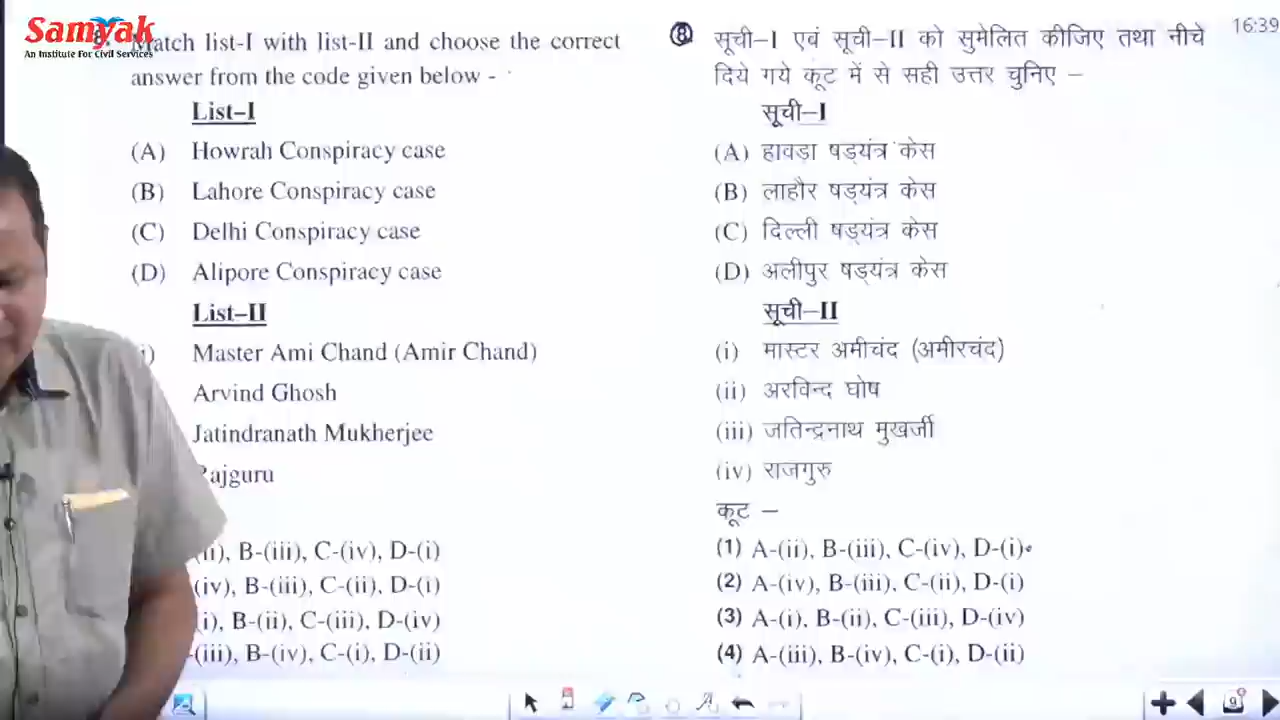 Samyak
An Institute For Civil Services
Match list-I with list-II and choose the correct
answer from the code given below -
List–I
(A) Howrah Conspiracy case
(B) Lahore Conspiracy case
(C) Delhi Conspiracy case
(D) Alipore Conspiracy case
List–II
Master Ami Chand (Amir Chand)
Arvind Ghosh
Jatindranath Mukherjee
Rajguru
(ii), B-(iii), C-(iv), D-(i)
(iv), B-(iii), C-(ii), D-(i)
(i), B-(ii), C-(iii), D-(iv)
-(iii), B-(iv), C-(i), D-(ii)
16:39
8 सूची–I एवं सूची–II को सुमेलित कीजिए तथा नीचे
दिये गये कूट में से सही उत्तर चुनिए –
सूची–I
(A) हावड़ा षड्यंत्र केस
(B) लाहौर षड्यंत्र केस
(C) दिल्ली षड्यंत्र केस
(D) अलीपुर षड्यंत्र केस
सूची–II
(i) मास्टर अमीचंद (अमीरचंद)
(ii) अरविन्द घोष
(iii) जतिन्द्रनाथ मुखर्जी
(iv) राजगुरु
कूट –
(1) A-(ii), B-(iii), C-(iv), D-(i)
(2) A-(iv), B-(iii), C-(ii), D-(i)
(3) A-(i), B-(ii), C-(iii), D-(iv)
(4) A-(iii), B-(iv), C-(i), D-(ii)
9